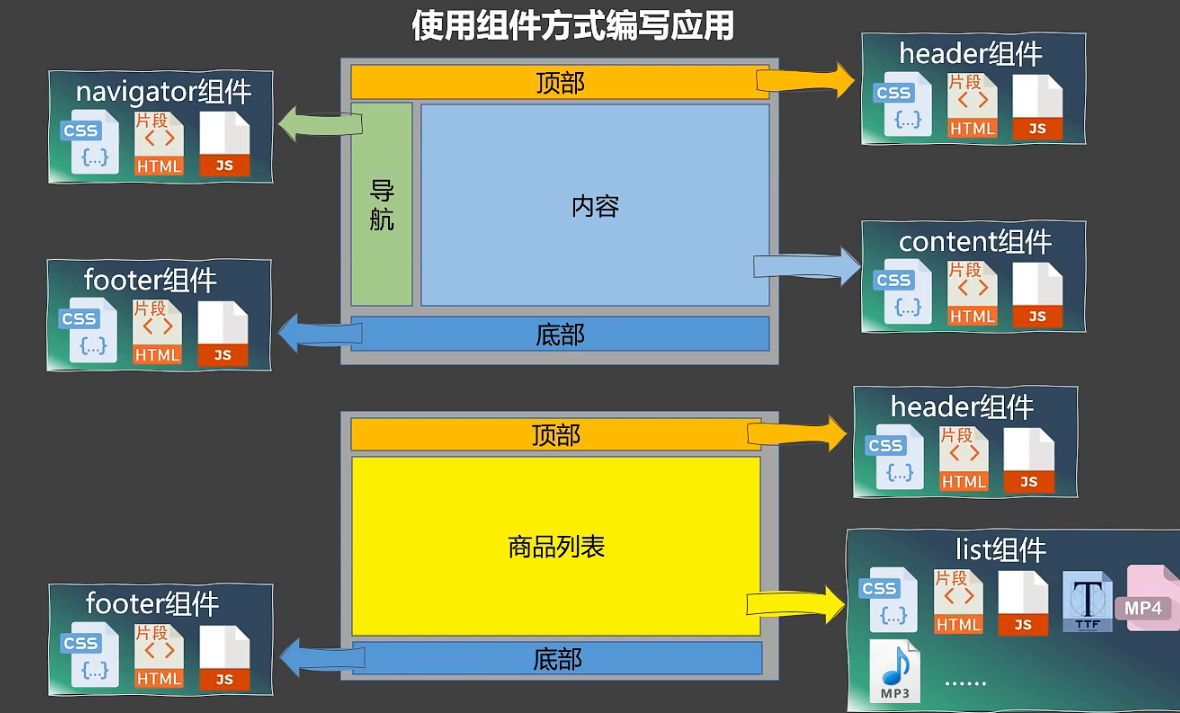 使用组件方式编写应用
navigator组件
CSS
{...}
片段
< >
HTML
JS
顶部
header组件
CSS
{...}
片段
< >
HTML
JS
导航
内容
footer组件
CSS
{...}
片段
< >
HTML
JS
底部
content组件
CSS
{...}
片段
< >
HTML
JS
顶部
header组件
CSS
{...}
片段
< >
HTML
JS
商品列表
list组件
CSS
{...}
片段
< >
HTML
JS
T
TTF
MP4
MP3
......
footer组件
CSS
{...}
片段
< >
HTML
JS
底部